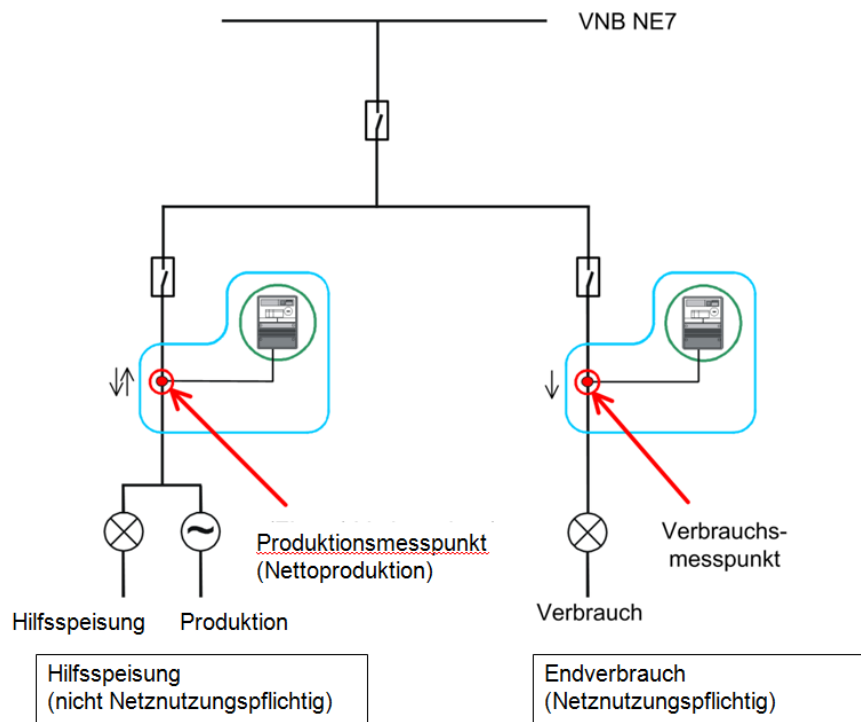 VNB NE7
Produktionsmesspunkt
(Nettoproduktion)
Verbrauchs-
messpunkt
Hilfsspeisung
Produktion
Verbrauch
Hilfsspeisung
(nicht Netznutzungspflichtig)
Endverbrauch
(Netznutzungspflichtig)